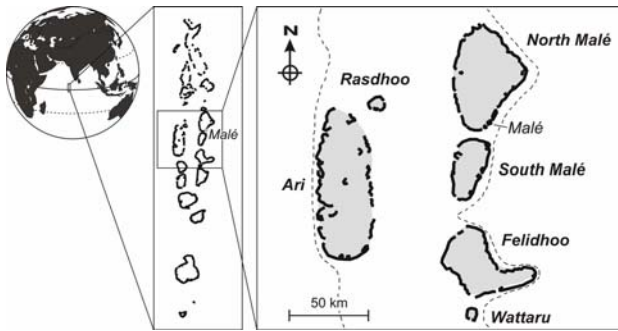 Malé
N
Rasdhoo
Ari
50 km
North Malé
Malé
South Malé
Felidhoo
Wattaru